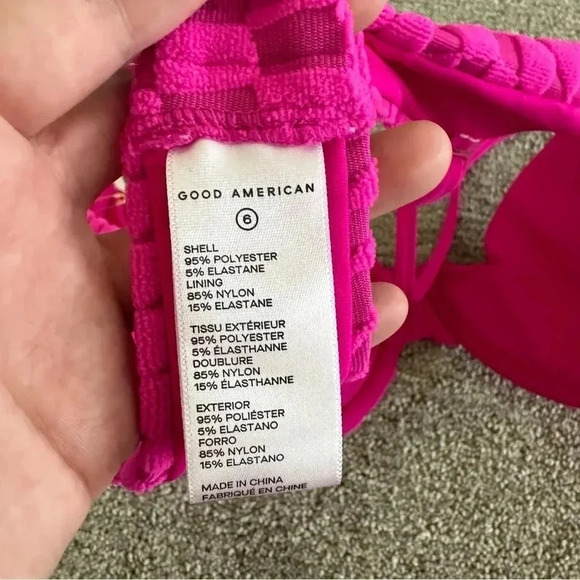 GOOD AMERICAN
6
SHELL
95% POLYESTER
5% ELASTANE
LINING
85% NYLON
15% ELASTANE
TISSU EXTÉRIEUR
95% POLYESTER
5% ÉLASTHANNE
DOUBLURE
85% NYLON
15% ÉLASTHANNE
EXTERIOR
95% POLIÉSTER
5% ELASTANO
FORRO
85% NYLON
15% ELASTANO
MADE IN CHINA
FABRIQUÉ EN CHINE